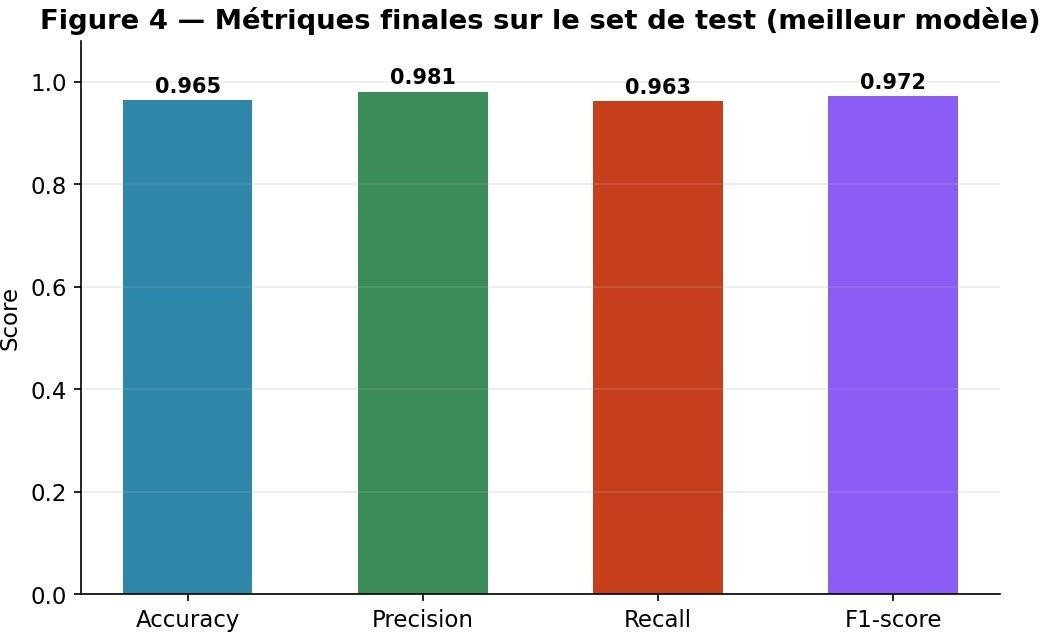 Figure 4 — Métriques finales sur le set de test (meilleur modèle)
0.965
0.981
0.963
0.972
1.0
0.8
0.6
0.4
0.2
0.0
Score
Accuracy
Precision
Recall
F1-score